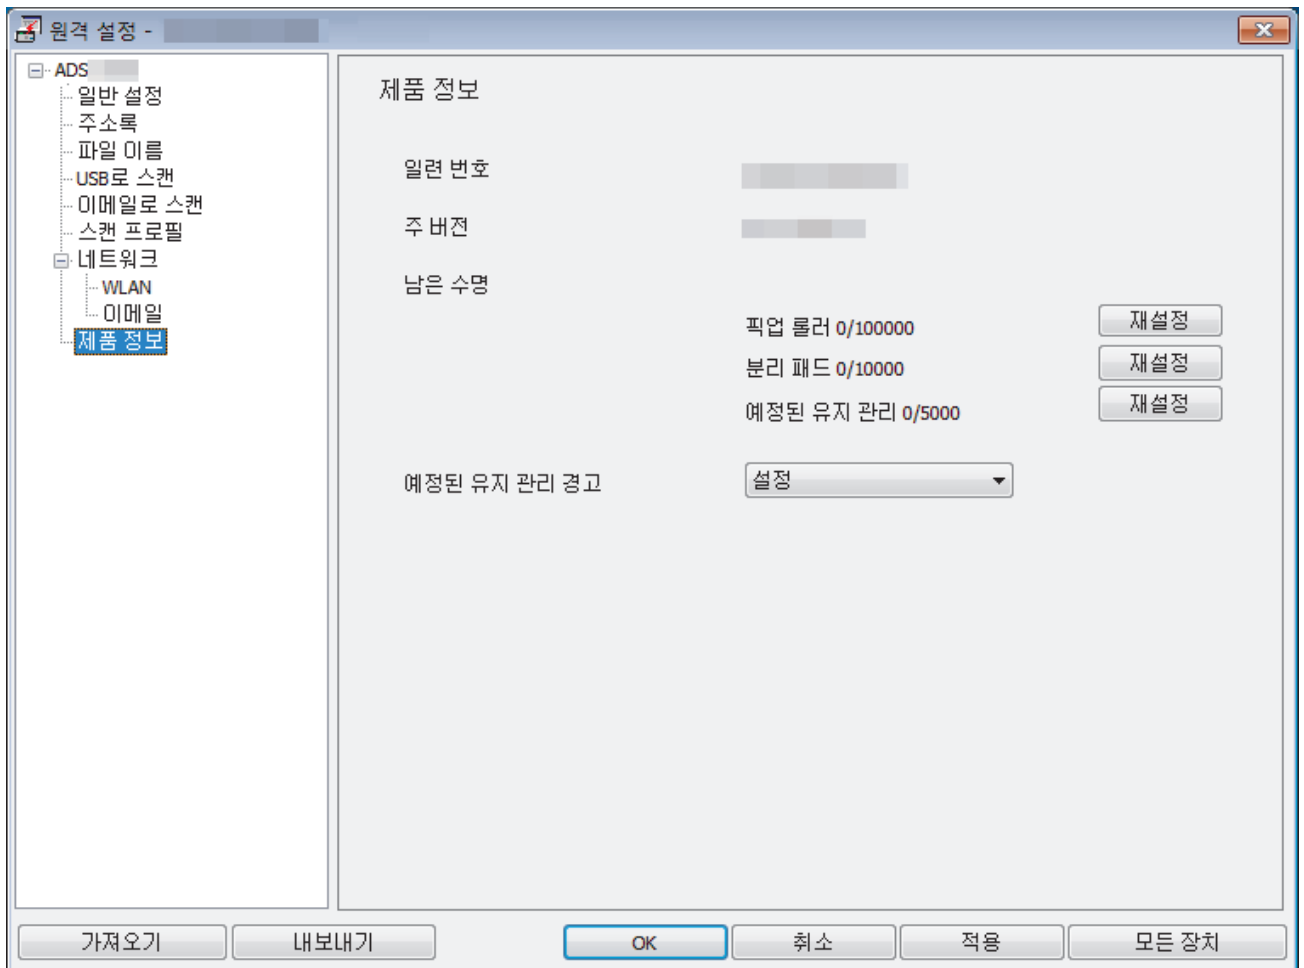 원격 설정 -
ADS
일반 설정
주소록
파일 이름
USB로 스캔
이메일로 스캔
스캔 프로필
네트워크
WLAN
이메일
제품 정보
제품 정보
일련 번호
주 버전
남은 수명
픽업 롤러 0/100000 재설정
분리 패드 0/10000 재설정
예정된 유지 관리 0/5000 재설정
예정된 유지 관리 경고 설정
가져오기 내보내기 OK 취소 적용 모든 장치